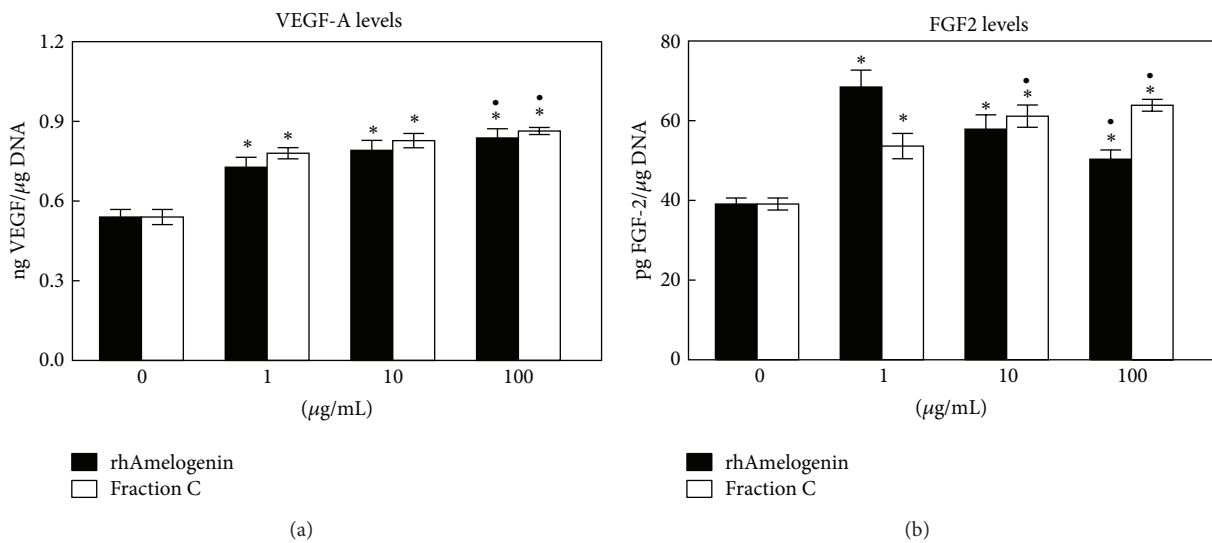 VEGF-A levels
1.2
0.9
0.6
0.3
0.0
ng VEGF/μg DNA
* * * * * *
• •
0 1 10 100
(μg/mL)
rhAmelogenin
Fraction C
(a)
FGF2 levels
80
60
40
20
0
pg FGF-2/μg DNA
* * * * * *
• • •
0 1 10 100
(μg/mL)
rhAmelogenin
Fraction C
(b)